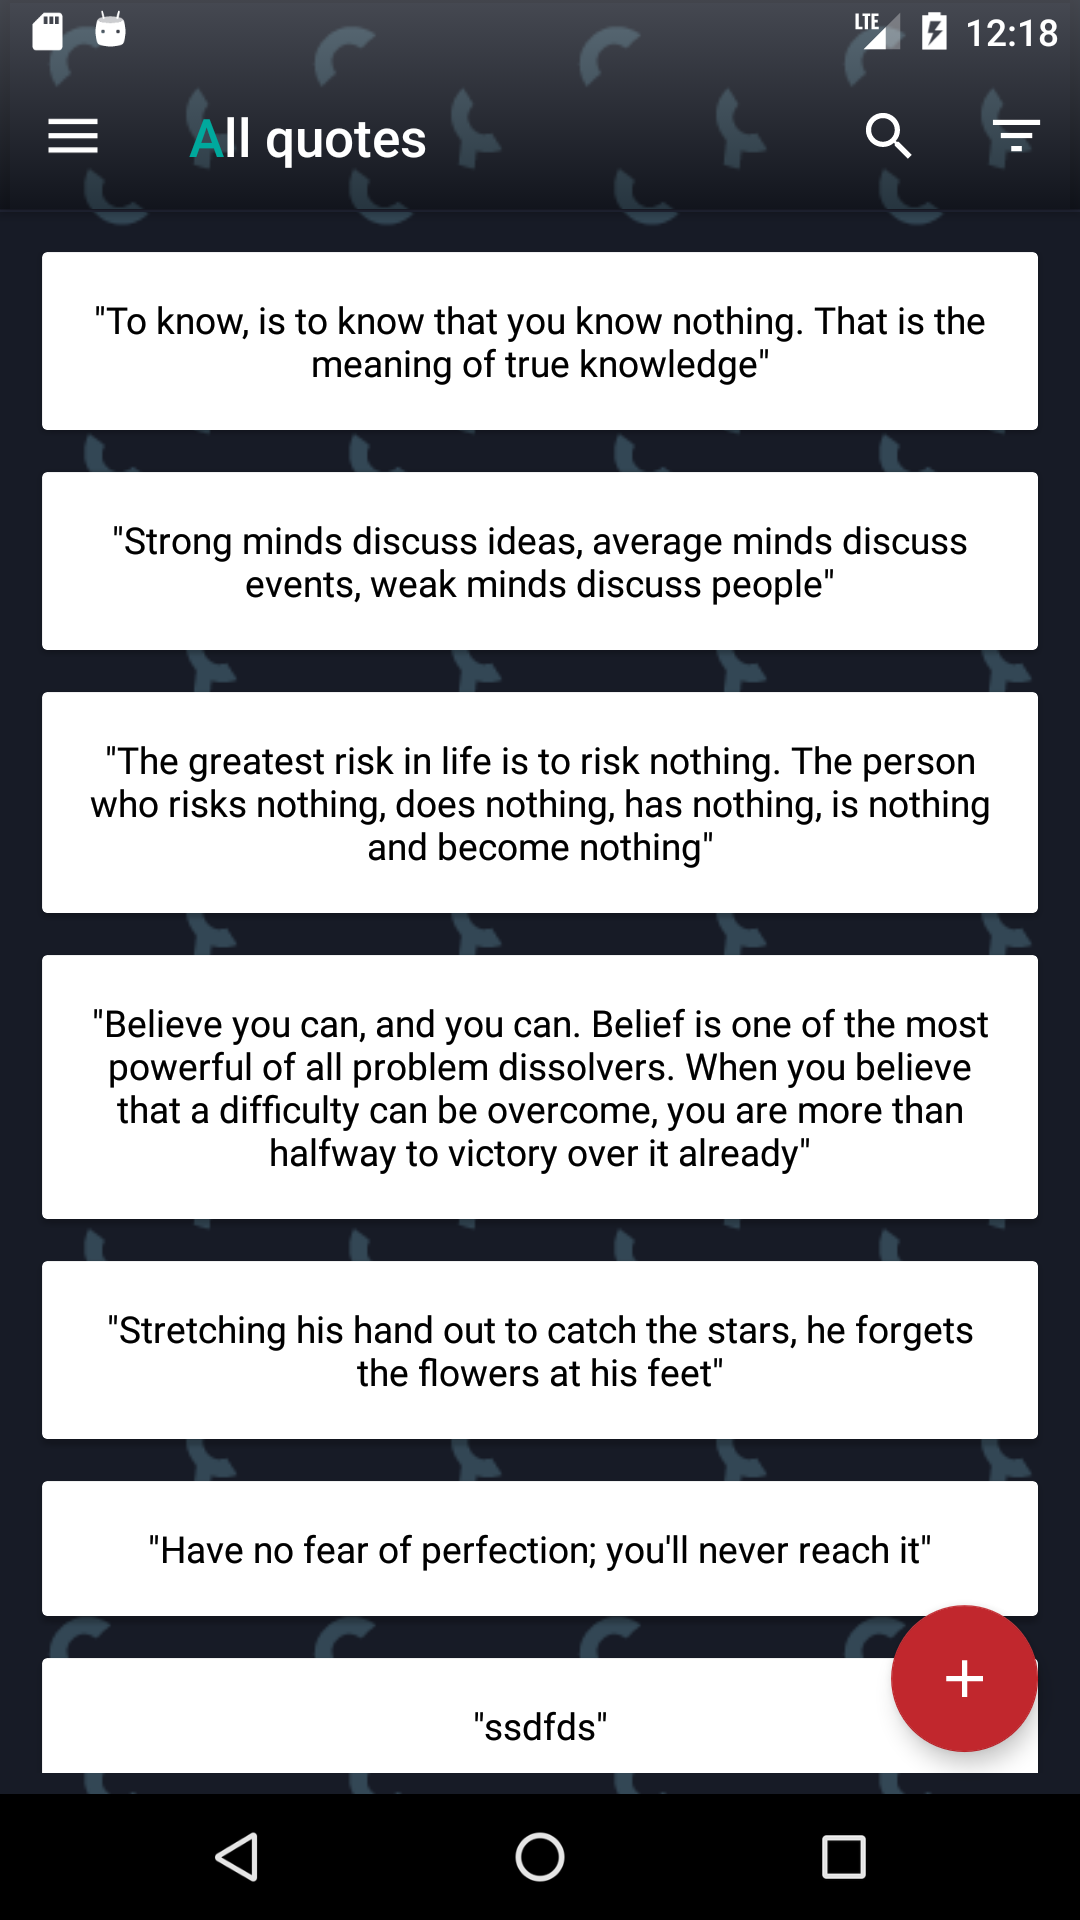 LTE 12:18
All quotes
"To know, is to know that you know nothing. That is the
meaning of true knowledge"
"Strong minds discuss ideas, average minds discuss
events, weak minds discuss people"
"The greatest risk in life is to risk nothing. The person
who risks nothing, does nothing, has nothing, is nothing
and become nothing"
"Believe you can, and you can. Belief is one of the most
powerful of all problem dissolvers. When you believe
that a difficulty can be overcome, you are more than
halfway to victory over it already"
"Stretching his hand out to catch the stars, he forgets
the flowers at his feet"
"Have no fear of perfection; you'll never reach it"
"ssdfds"